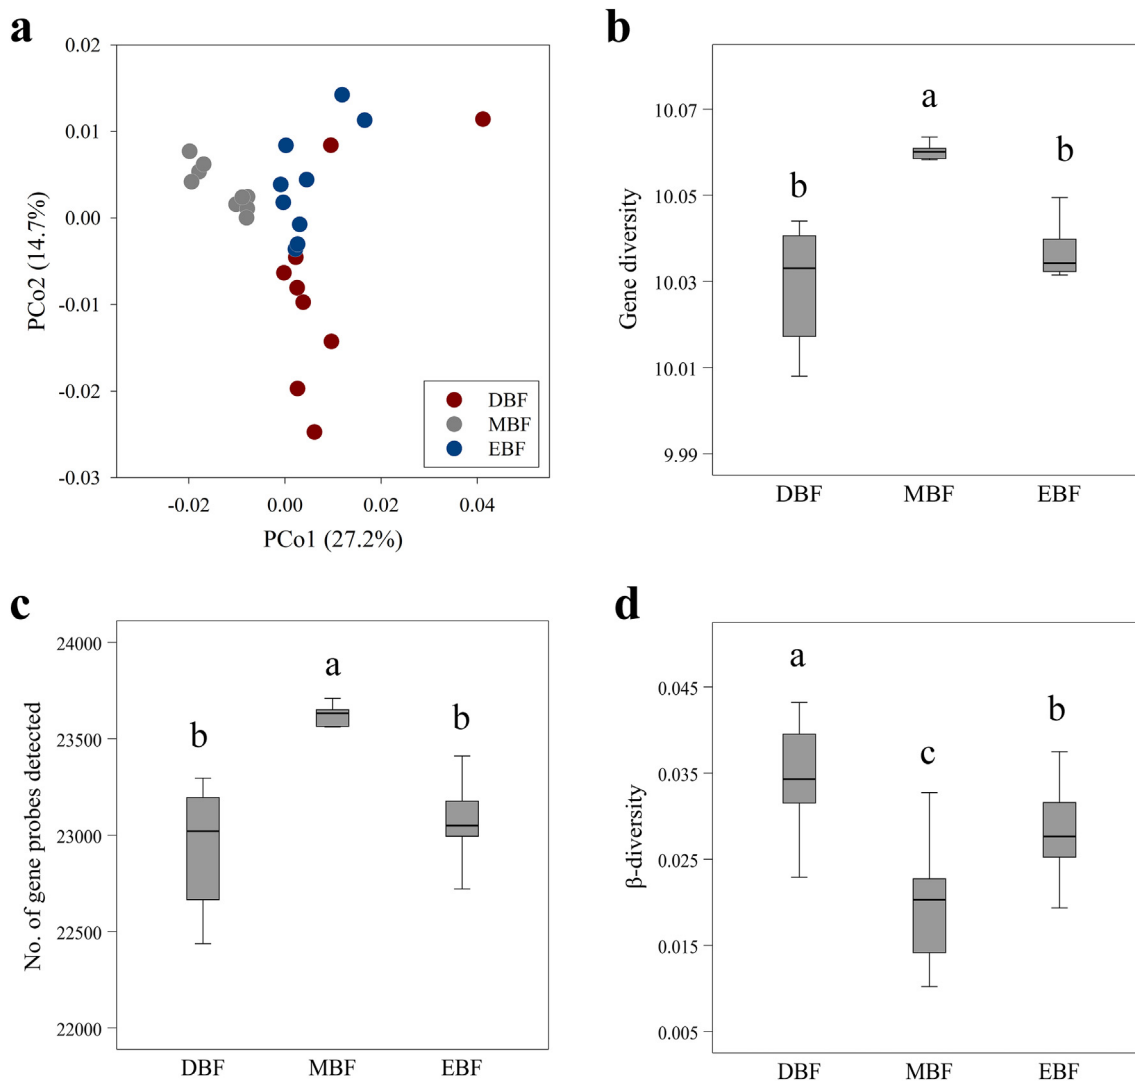 a
0.02
0.01
0.00
-0.01
-0.02
-0.03
PCo2 (14.7%)
-0.02
0.00
0.02
0.04
PCo1 (27.2%)
DBF
MBF
EBF
b
10.07
10.05
10.03
10.01
9.99
Gene diversity
b
a
b
DBF
MBF
EBF
c
24000
23500
23000
22500
22000
No. of gene probes detected
b
a
b
DBF
MBF
EBF
d
0.045
0.035
0.025
0.015
0.005
β-diversity
a
c
b
DBF
MBF
EBF